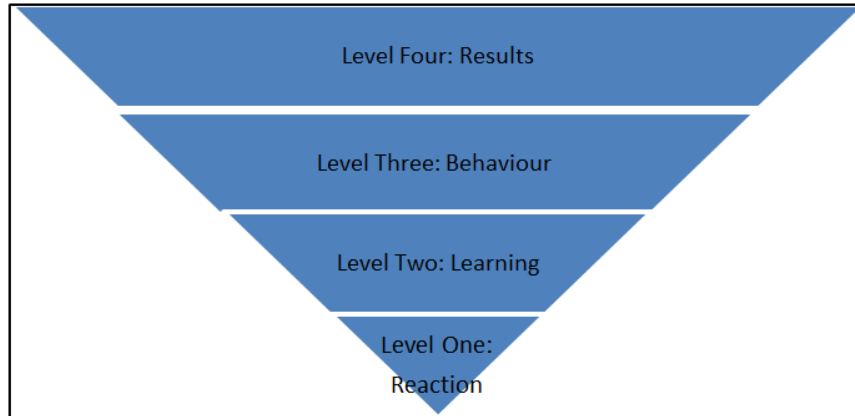 Level Four: Results
Level Three: Behaviour
Level Two: Learning
Level One:
Reaction